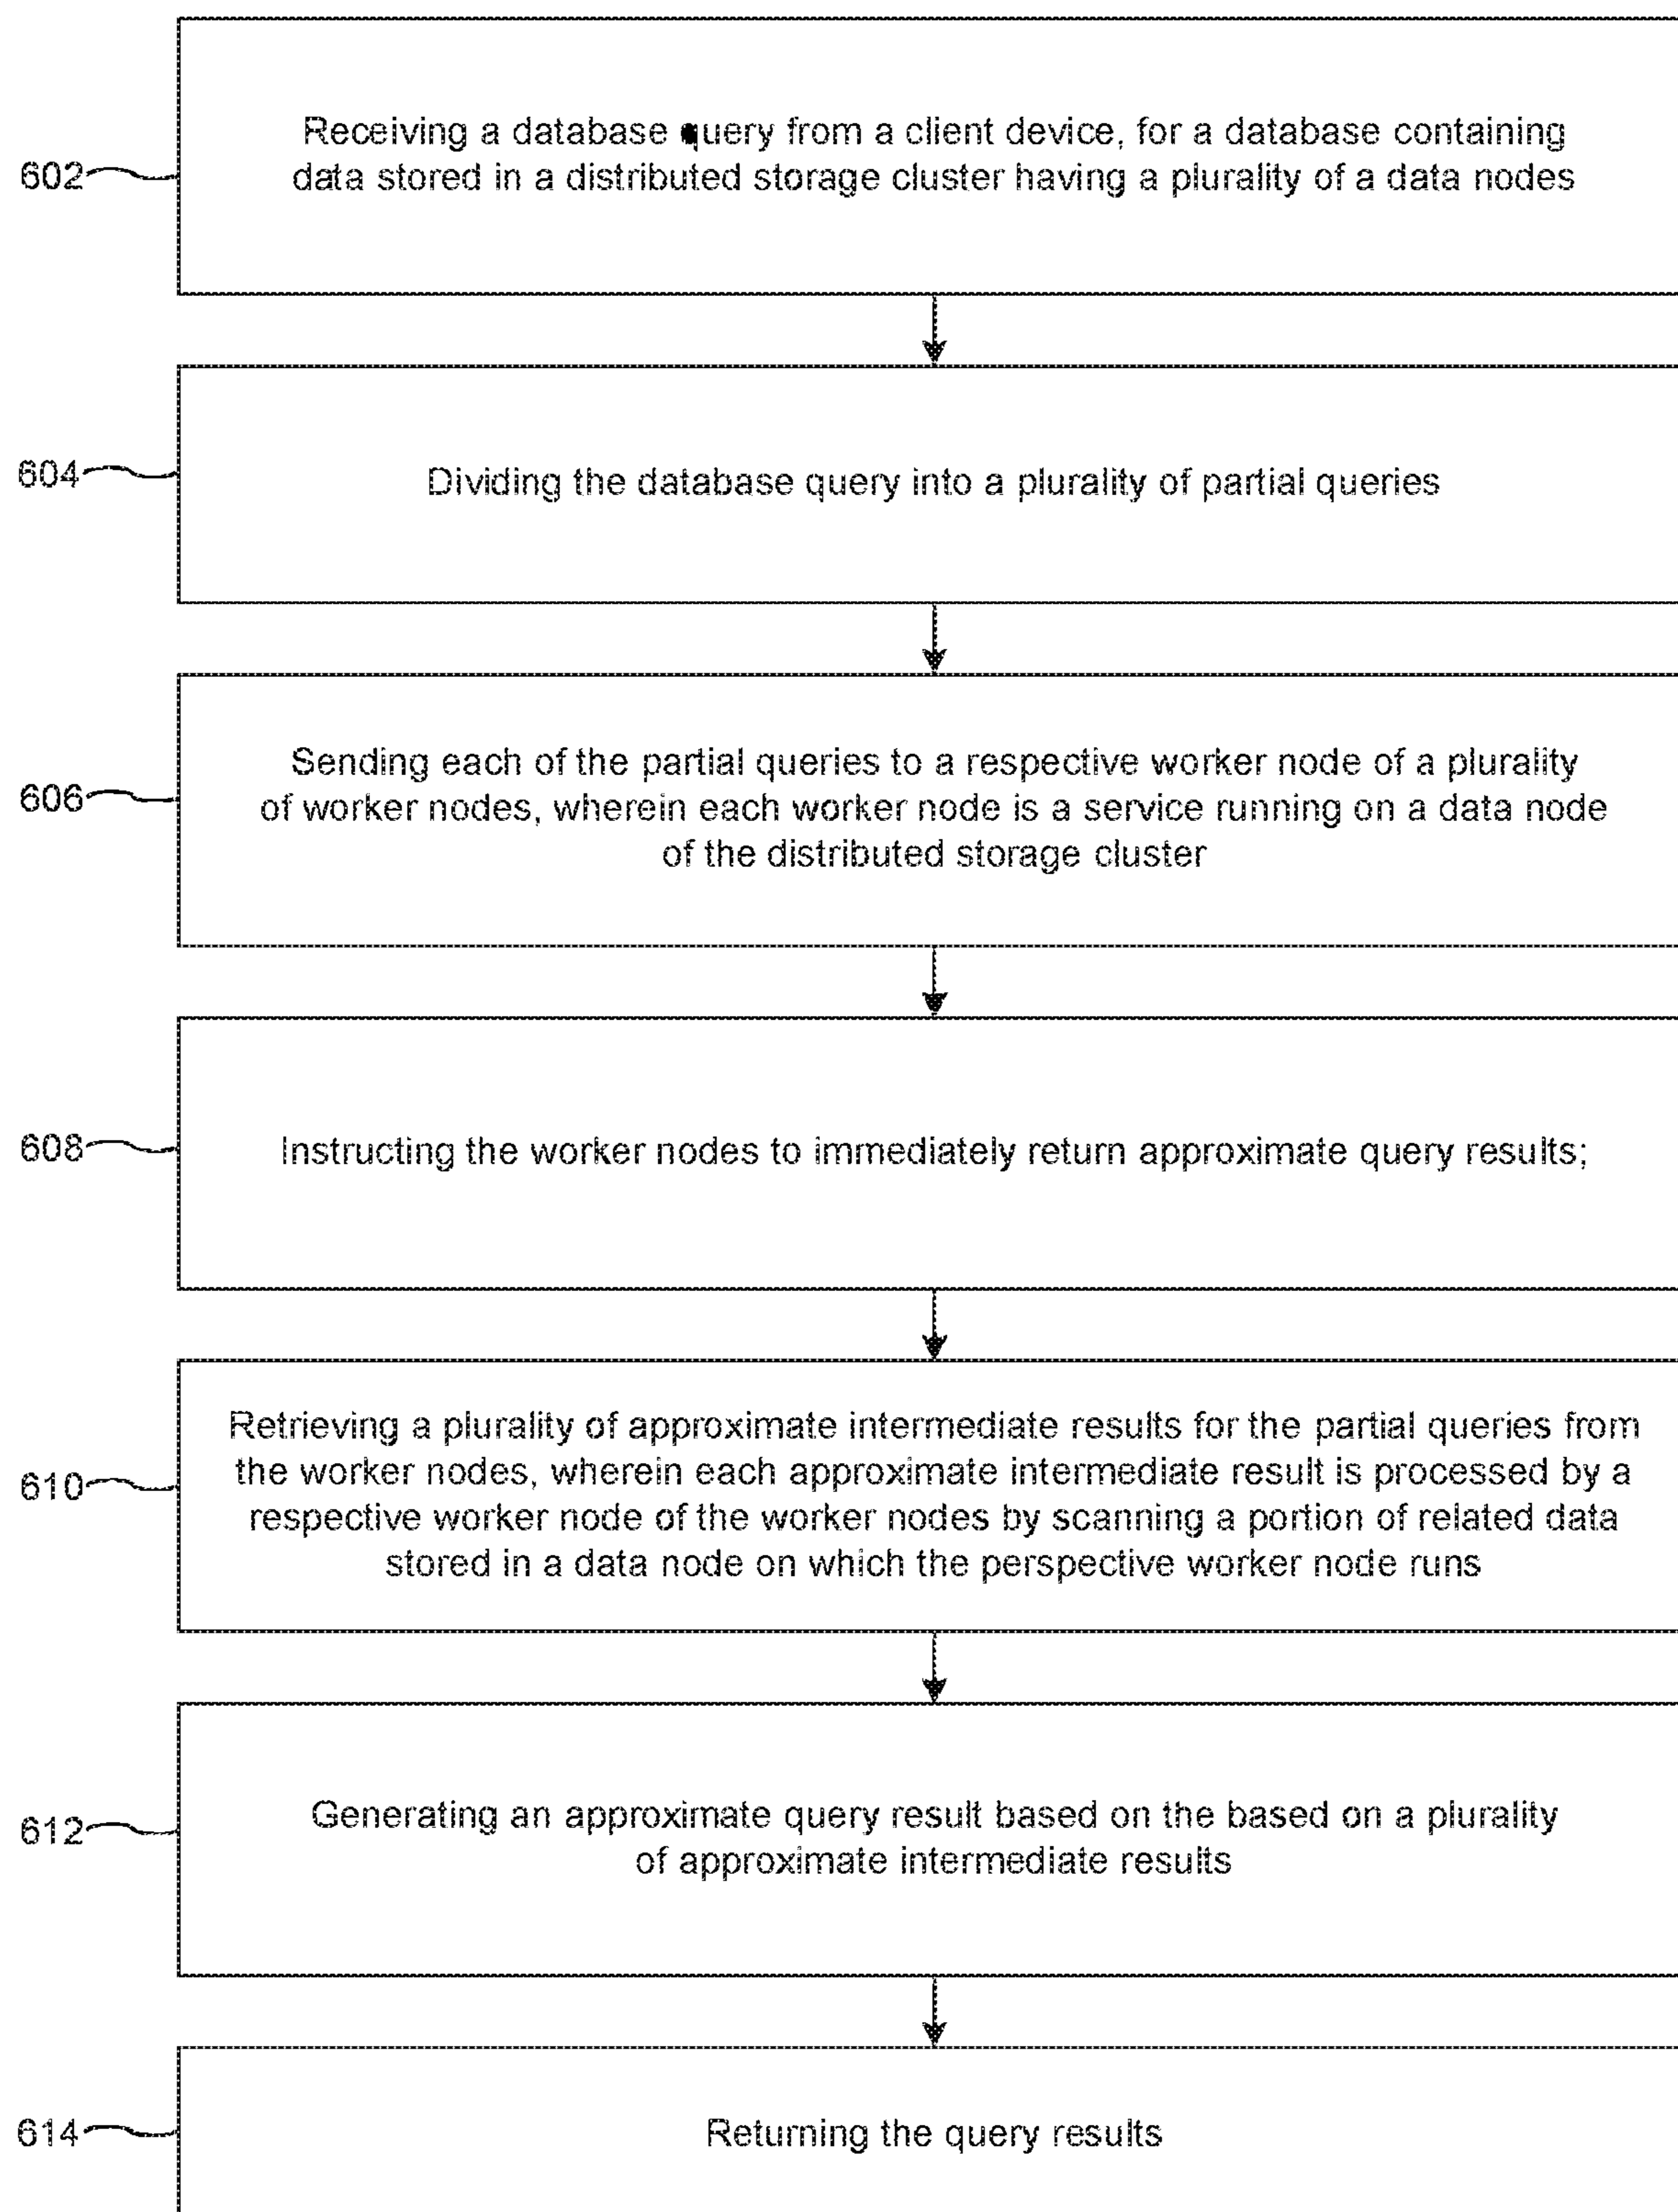 602
Receiving a database query from a client device, for a database containing
data stored in a distributed storage cluster having a plurality of a data nodes
604
Dividing the database query into a plurality of partial queries
606
Sending each of the partial queries to a respective worker node of a plurality
of worker nodes, wherein each worker node is a service running on a data node
of the distributed storage cluster
608
Instructing the worker nodes to immediately return approximate query results;
610
Retrieving a plurality of approximate intermediate results for the partial queries from
the worker nodes, wherein each approximate intermediate result is processed by a
respective worker node of the worker nodes by scanning a portion of related data
stored in a data node on which the perspective worker node runs
612
Generating an approximate query result based on the based on a plurality
of approximate intermediate results
614
Returning the query results